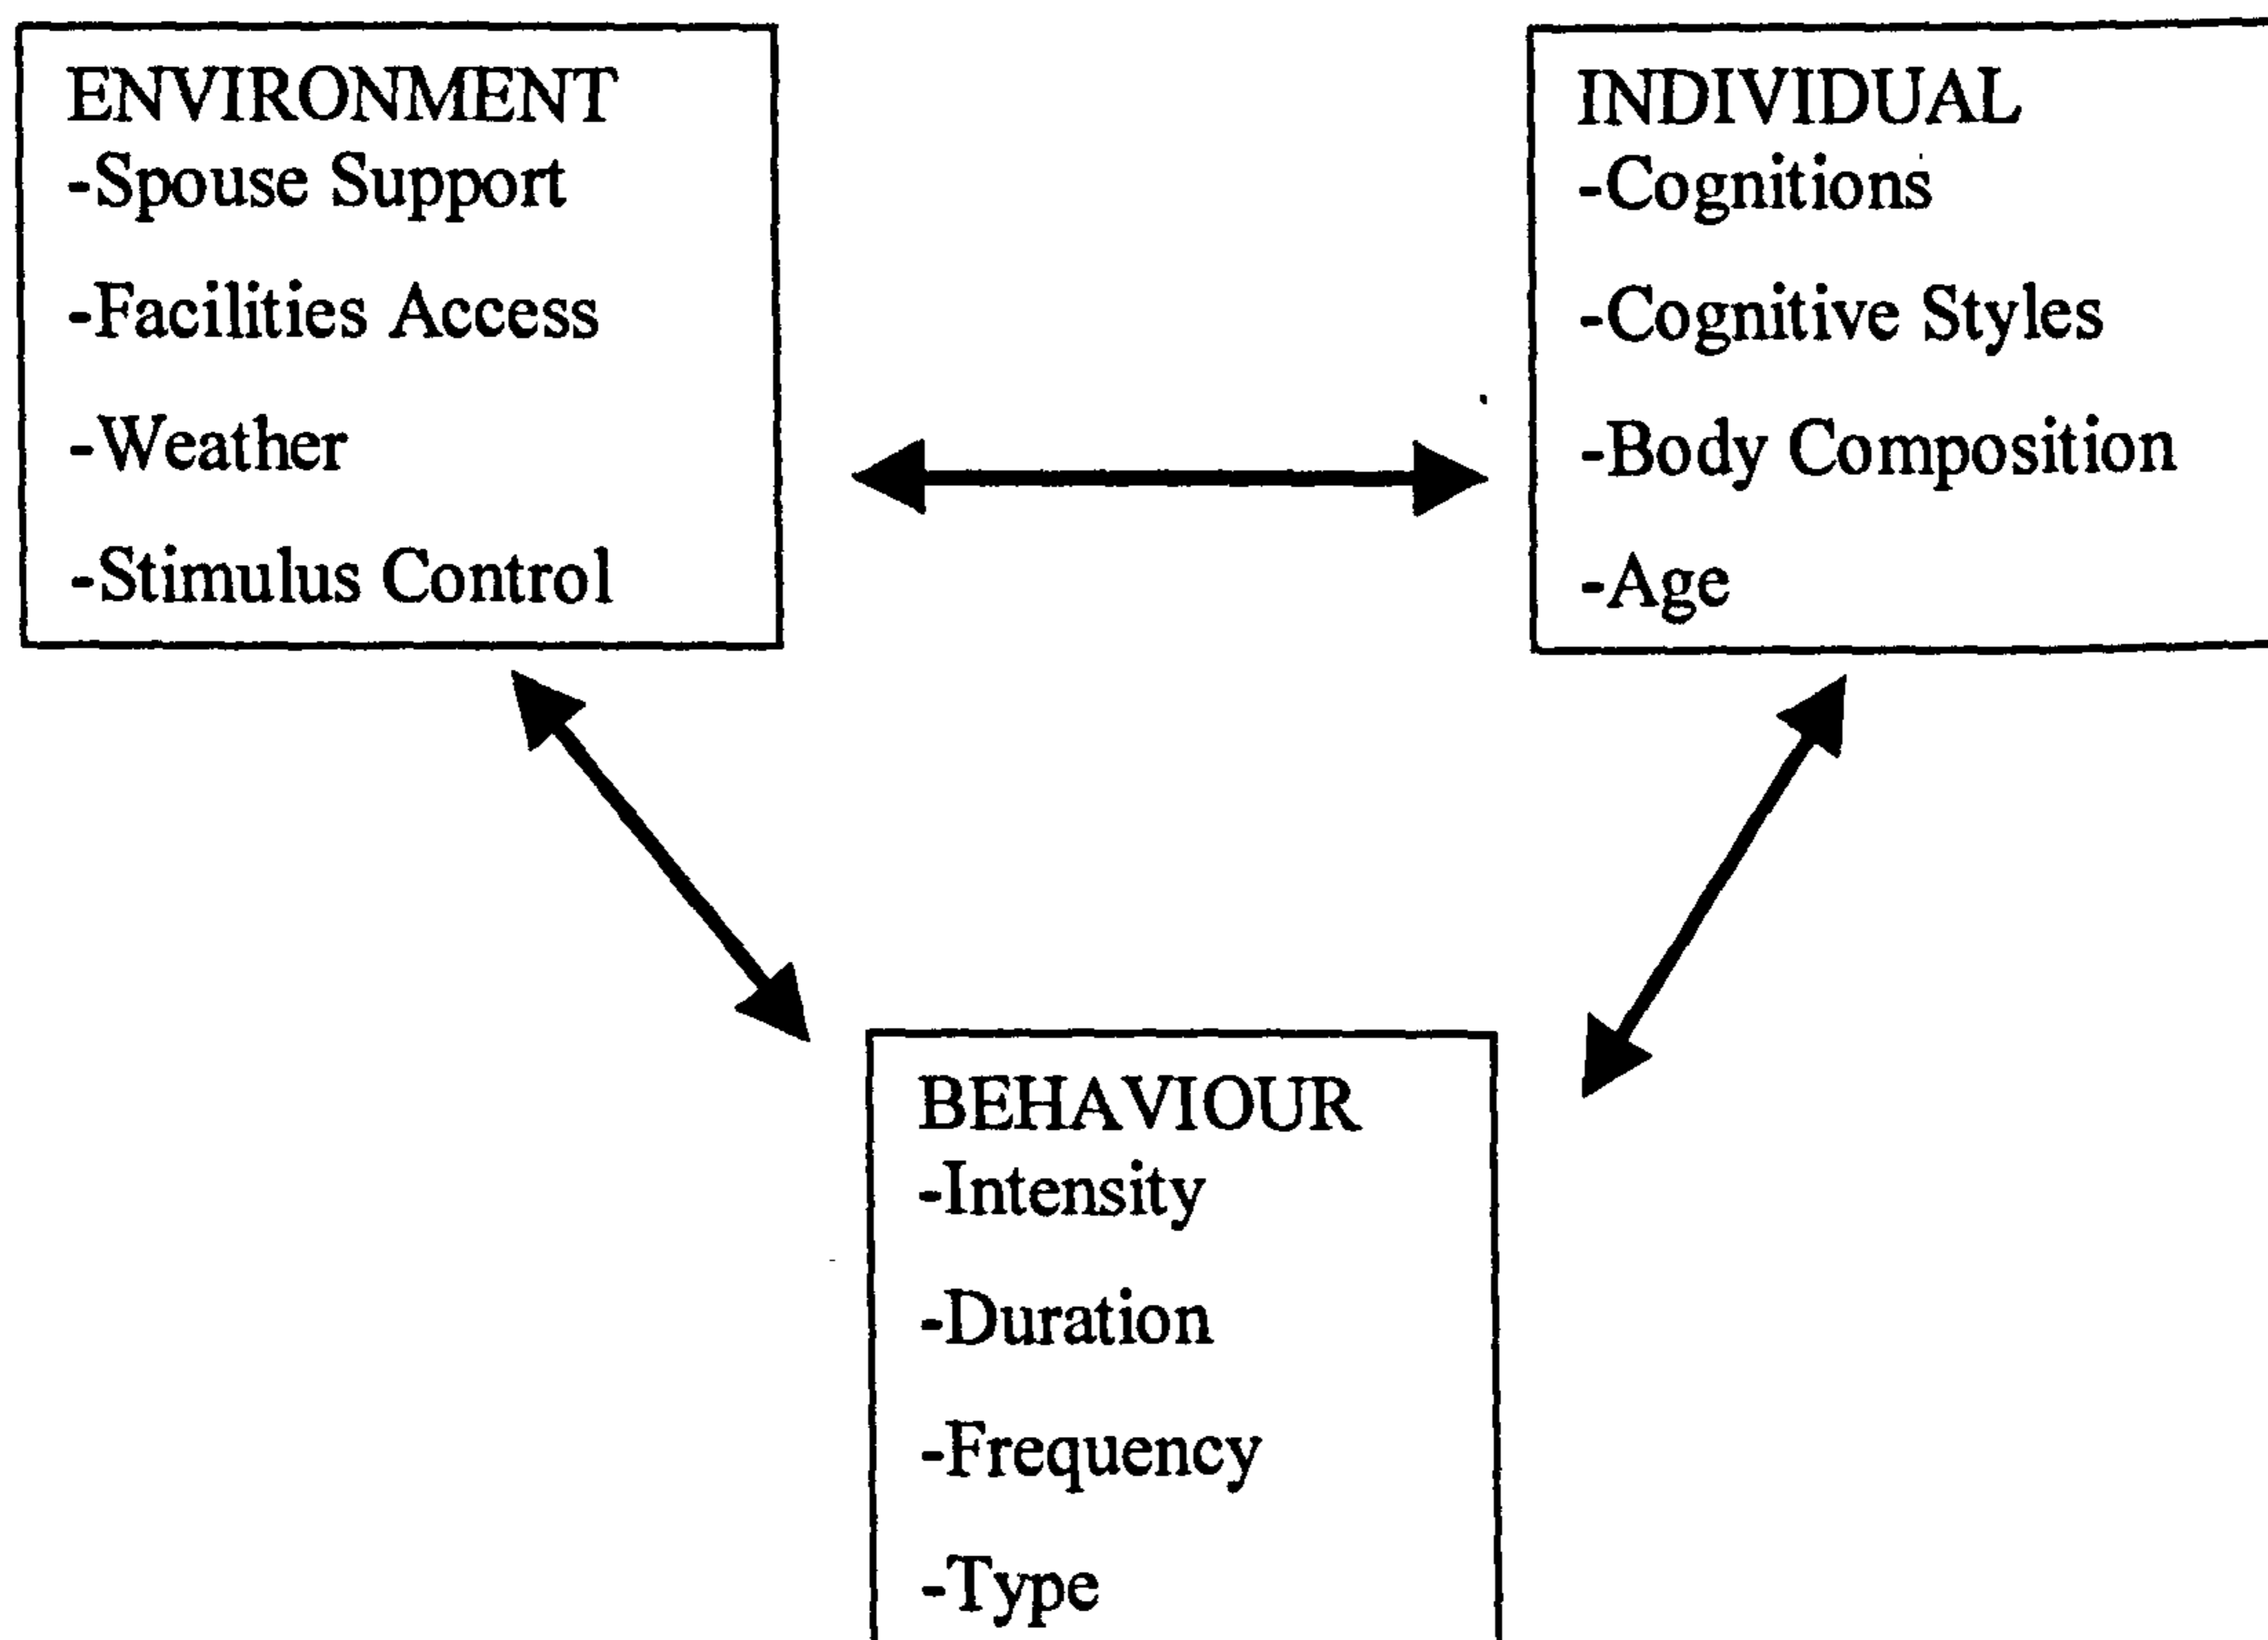 ENVIRONMENT
-Spouse Support
-Facilities Access
-Weather
-Stimulus Control
INDIVIDUAL
-Cognitions
-Cognitive Styles
-Body Composition
-Age
BEHAVIOUR
-Intensity
-Duration
-Frequency
-Type